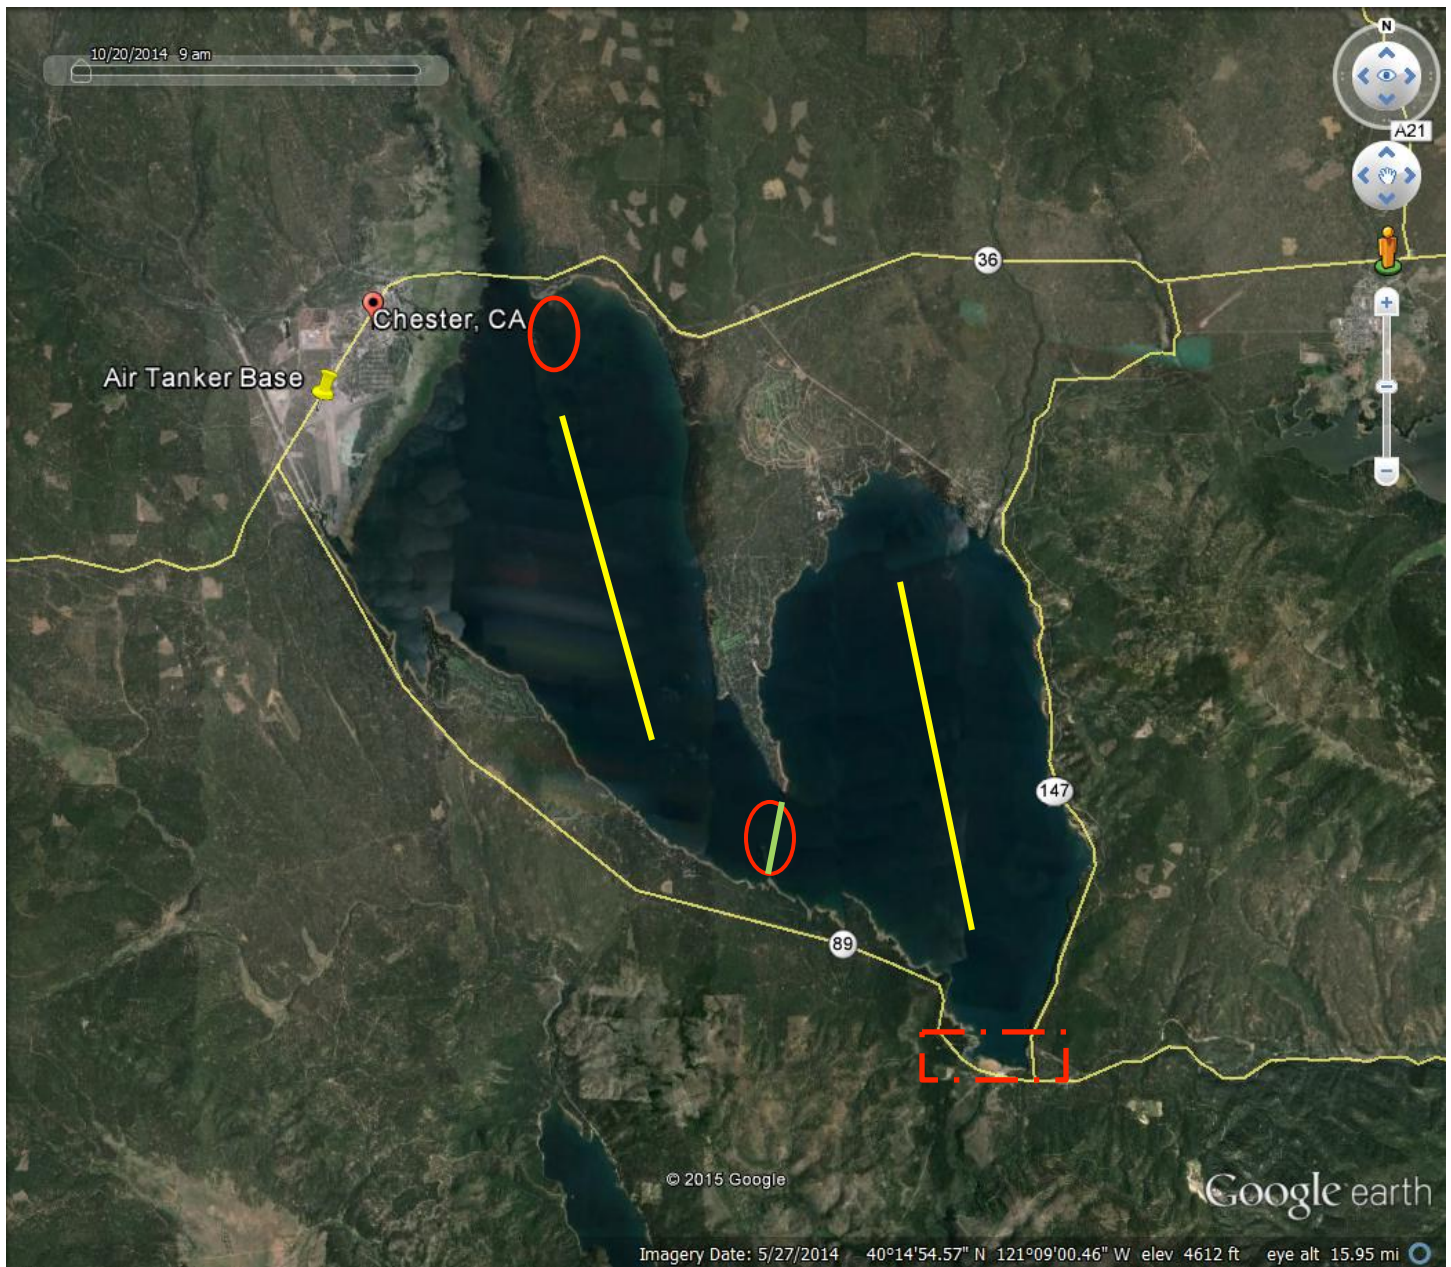 10/20/2014 9 am
N
A21
36
Chester, CA
Air Tanker Base
147
89
© 2015 Google
Google earth
Imagery Date: 5/27/2014 40°14'54.57" N 121°09'00.46" W elev 4612 ft eye alt 15.95 mi